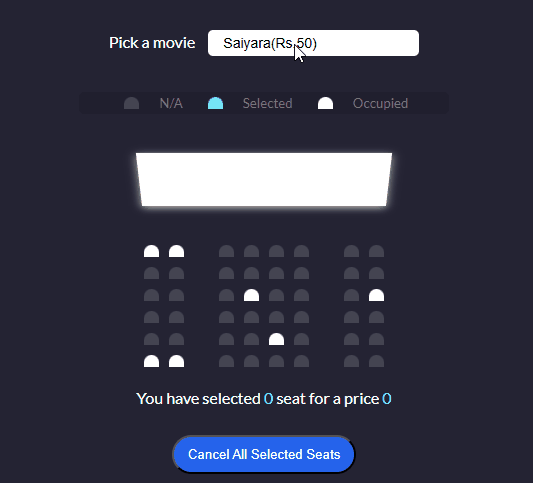 Pick a movie Saiyara(Rs.50)
N/A Selected Occupied
You have selected 0 seat for a price 0
Cancel All Selected Seats